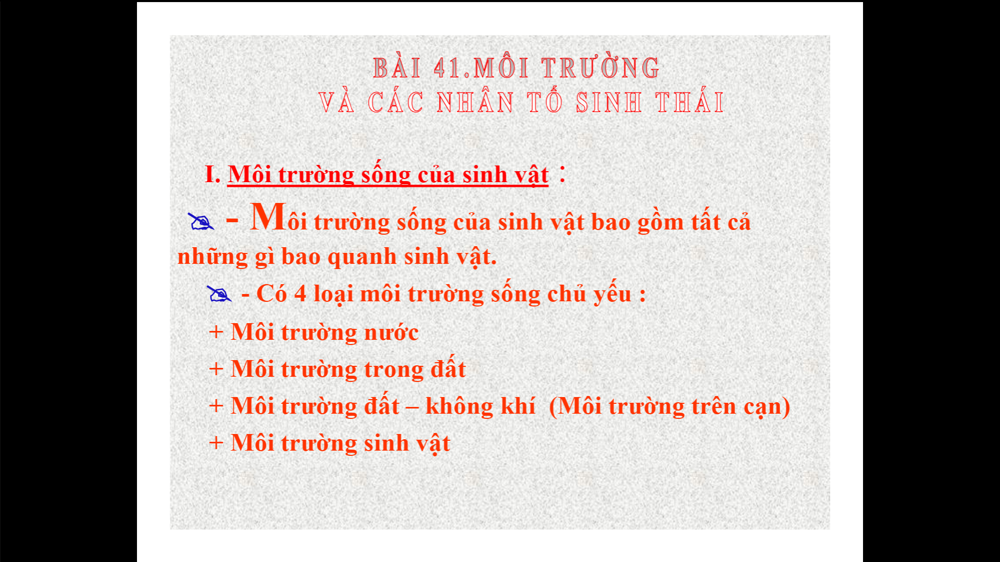 BÀI 41.MÔI TRƯỜNG
VÀ CÁC NHÂN TỐ SINH THÁI
I. Môi trường sống của sinh vật :
- Môi trường sống của sinh vật bao gồm tất cả
những gì bao quanh sinh vật.
- Có 4 loại môi trường sống chủ yếu :
+ Môi trường nước
+ Môi trường trong đất
+ Môi trường đất – không khí (Môi trường trên cạn)
+ Môi trường sinh vật